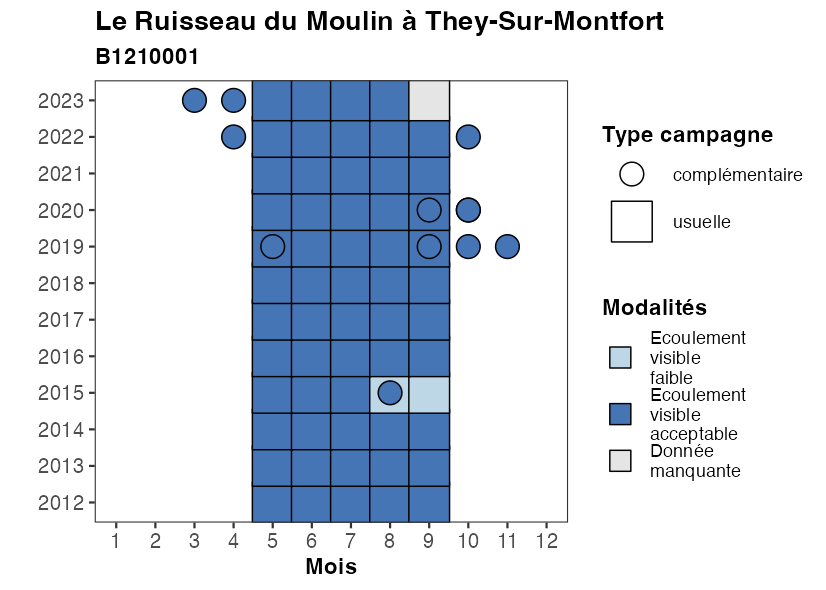 Le Ruisseau du Moulin à They-Sur-Montfort
B1210001
2023
2022
2021
2020
2019
2018
2017
2016
2015
2014
2013
2012
1 2 3 4 5 6 7 8 9 10 11 12
Mois
Type campagne
complémentaire
usuelle
Modalités
Ecoulement
visible
faible
Ecoulement
visible
acceptable
Donnée
manquante